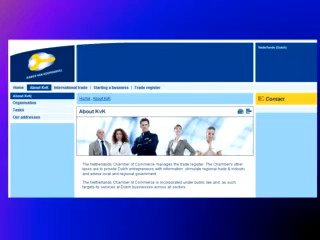 Nederlands (Dutch)
KAMER VAN KOOPHANDEL
Home / About KvK / International trade / Starting a business / Trade register
About KvK
Organisation
Tasks
Our addresses
Home - About KvK
Contact
About KvK
The Netherlands Chamber of Commerce manages the trade register. The Chamber's other
tasks are to provide Dutch entrepreneurs with information, stimulate regional trade & industry
and advise local and regional government.
The Netherlands Chamber of Commerce is incorporated under public law and, as such,
targets its services at Dutch businesses across all sectors.